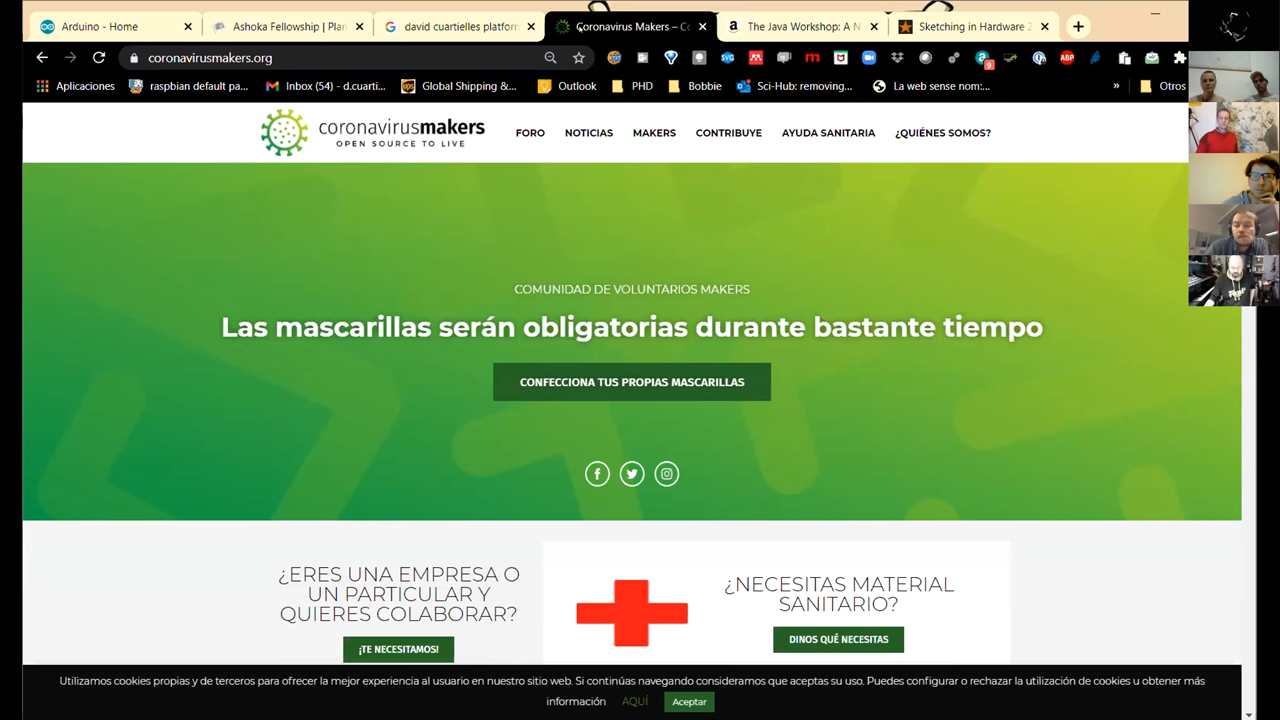 Arduino - Home
Ashoka Fellowship | Plan
david cuartielles platform
Coronavirus Makers – Co
The Java Workshop: A N
Sketching in Hardware 2
coronavirusmakers.org
Aplicaciones
raspbian default pa...
Inbox (54) - d.cuarti...
Global Shipping &...
Outlook
PHD
Bobbie
Sci-Hub: removing...
La web sense nom:...
»
Otros
coronavirusmakers
OPEN SOURCE TO LIVE
FORO
NOTICIAS
MAKERS
CONTRIBUYE
AYUDA SANITARIA
¿QUIÉNES SOMOS?
COMUNIDAD DE VOLUNTARIOS MAKERS
Las mascarillas serán obligatorias durante bastante tiempo
CONFECCIONA TUS PROPIAS MASCARILLAS
¿ERES UNA EMPRESA O
UN PARTICULAR Y
QUIERES COLABORAR?
¡TE NECESITAMOS!
¿NECESITAS MATERIAL
SANITARIO?
DINOS QUÉ NECESITAS
Utilizamos cookies propias y de terceros para ofrecer la mejor experiencia al usuario en nuestro sitio web. Si continúas navegando consideramos que aceptas su uso. Puedes configurar o rechazar la utilización de cookies u obtener más
información AQUÍ Aceptar